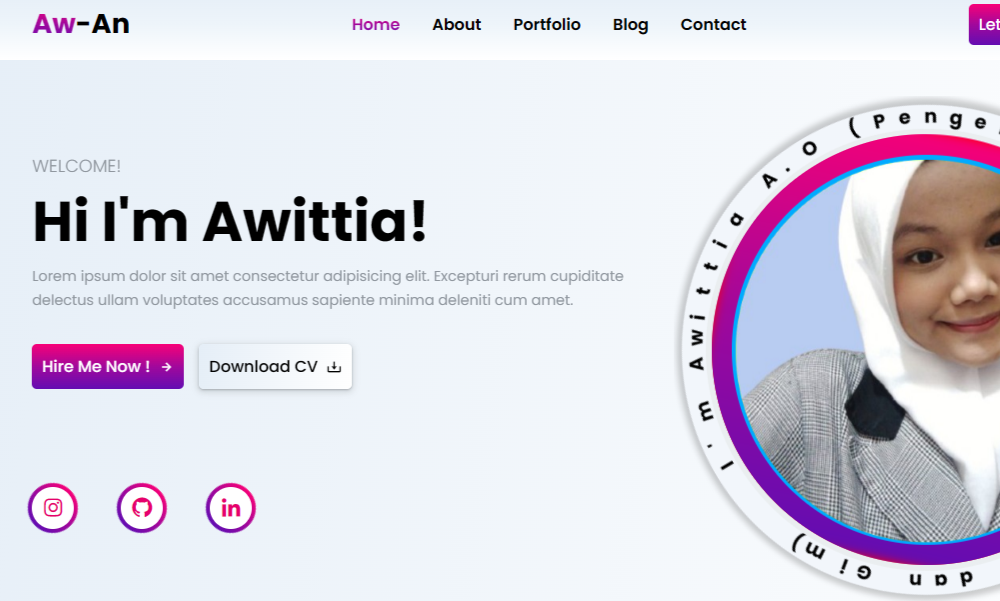 Aw-An
Home About Portfolio Blog Contact
Let
WELCOME!
Hi I'm Awittia!
Lorem ipsum dolor sit amet consectetur adipisicing elit. Excepturi rerum cupiditate
delectus ullam voluptates accusamus sapiente minima deleniti cum amet.
Hire Me Now !
Download CV
in
I'm Awittia A.O (Penge
dan Gim)